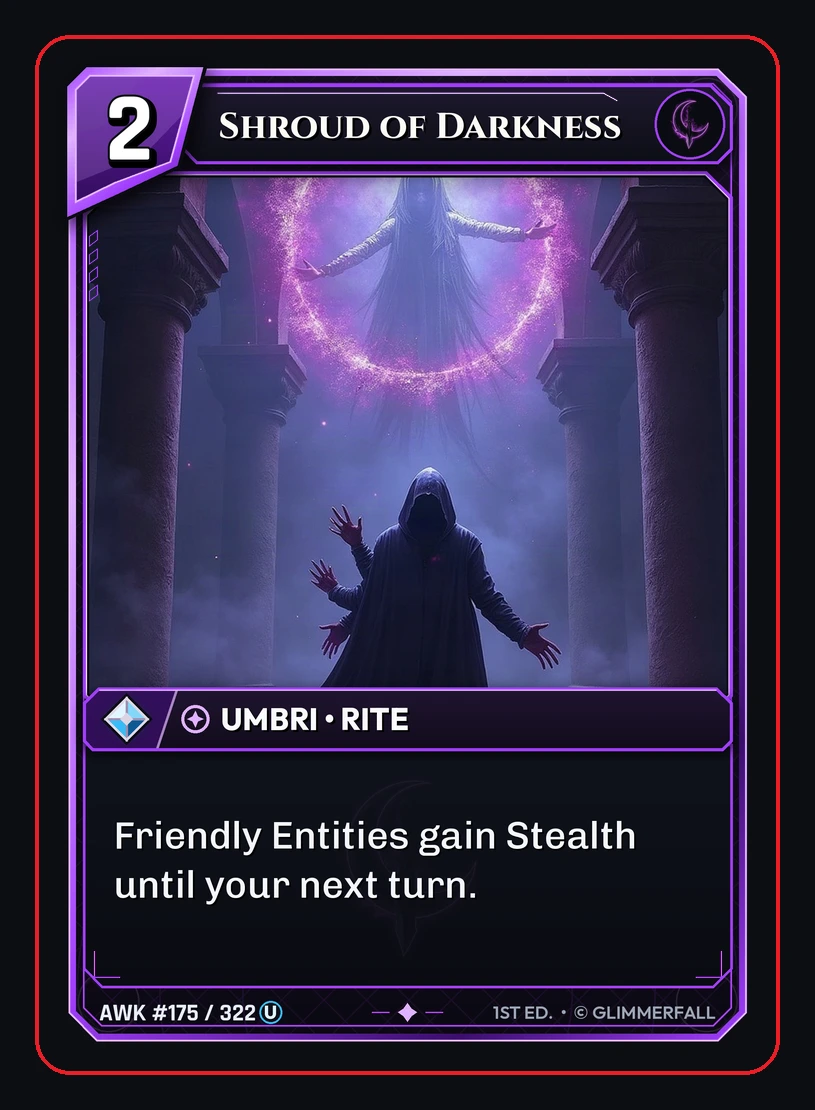 2
SHROUD OF DARKNESS
UMBRI • RITE
Friendly Entities gain Stealth
until your next turn.
AWK #175 / 322 U
1ST ED. • © GLIMMERFALL